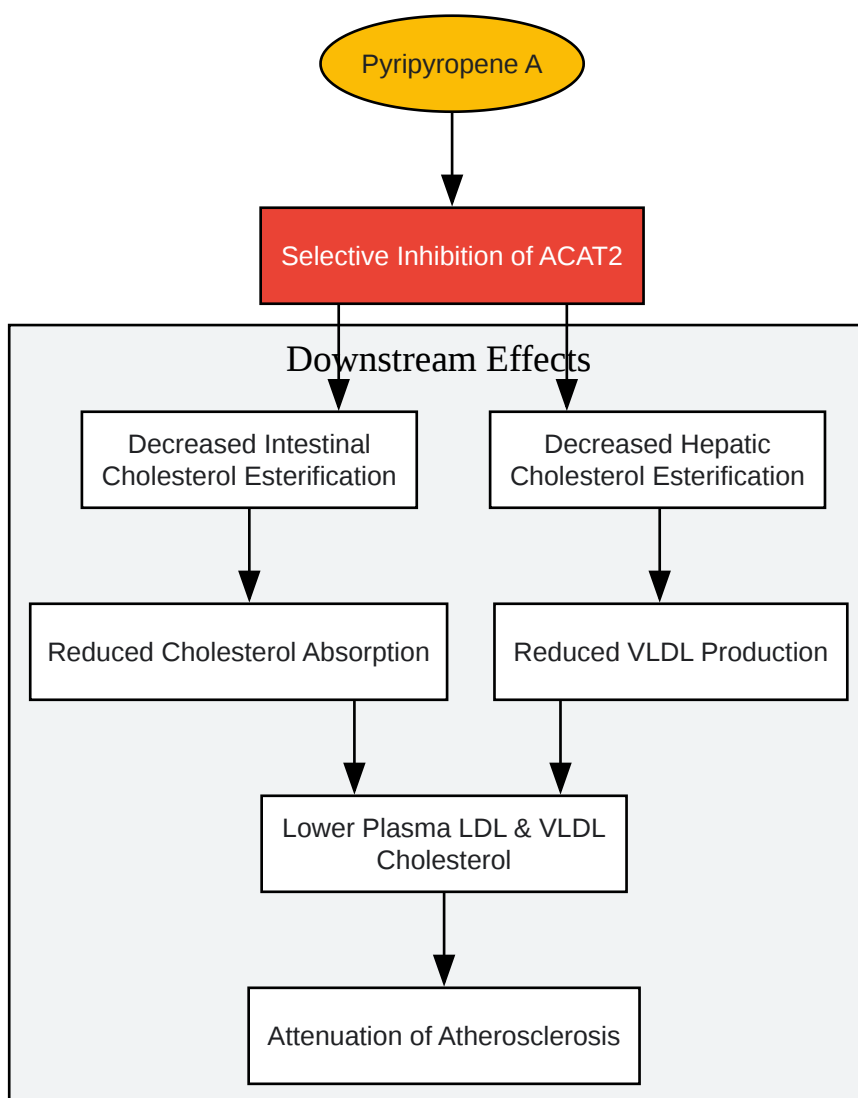 Pyripyropene A
Selective Inhibition of ACAT2
Downstream Effects
Decreased Intestinal
Cholesterol Esterification
Decreased Hepatic
Cholesterol Esterification
Reduced Cholesterol Absorption
Reduced VLDL Production
Lower Plasma LDL & VLDL
Cholesterol
Attenuation of Atherosclerosis